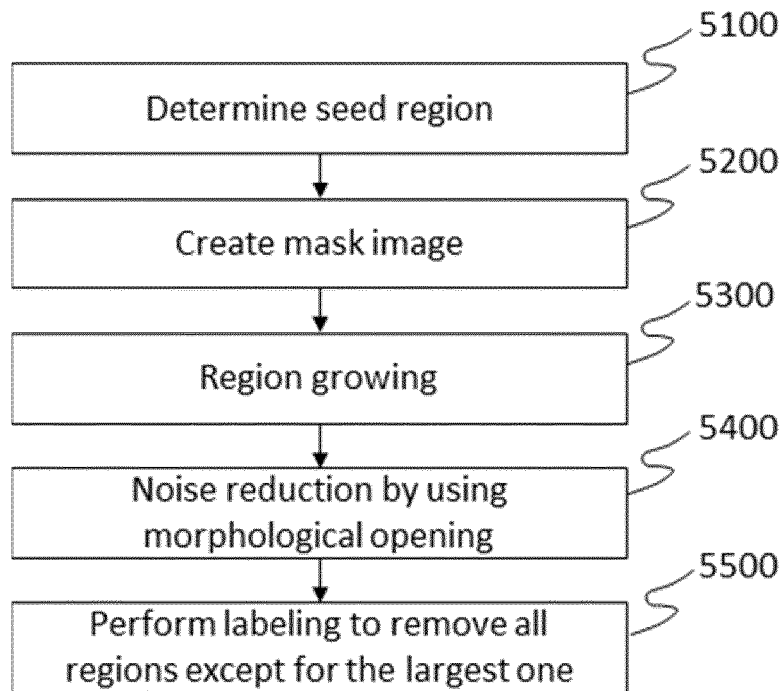 5100
Determine seed region
5200
Create mask image
5300
Region growing
5400
Noise reduction by using
morphological opening
5500
Perform labeling to remove all
regions except for the largest one